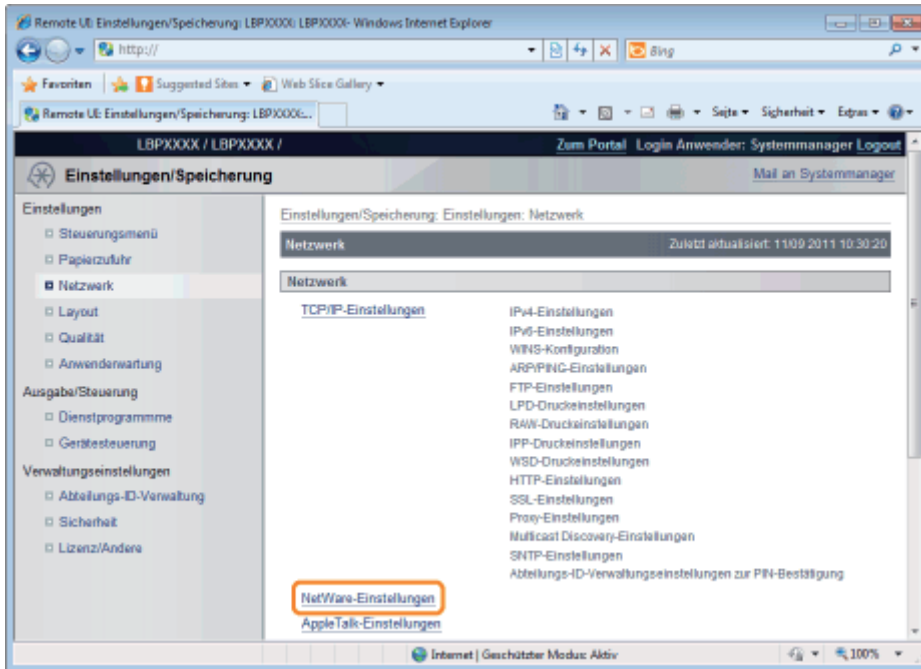 Remote UI: Einstellungen/Speicherung: LBPXXXX: LBPXXXX- Windows Internet Explorer
http://
Bing
Favoriten Suggested Sites Web Slice Gallery
Remote UI: Einstellungen/Speicherung: LBPXXXX:...
Seite Sicherheit Extras
LBPXXXX / LBPXXXX / Zum Portal Login Anwender: Systemmanager Logout
Einstellungen/Speicherung Mail an Systemmanager
Einstellungen
Steuerungsmenü
Papierzufuhr
Netzwerk
Layout
Qualität
Anwenderwartung
Ausgabe/Steuerung
Dienstprogrammme
Gerätesteuerung
Verwaltungseinstellungen
Abteilungs-ID-Verwaltung
Sicherheit
Lizenz/Andere
Einstellungen/Speicherung: Einstellungen: Netzwerk
Netzwerk Zuletzt aktualisiert: 11/09 2011 10:30:20
Netzwerk
TCP/IP-Einstellungen
IPv4-Einstellungen
IPv6-Einstellungen
WINS-Konfiguration
ARP/PING-Einstellungen
FTP-Einstellungen
LPD-Druckeinstellungen
RAW-Druckeinstellungen
IPP-Druckeinstellungen
WSD-Druckeinstellungen
HTTP-Einstellungen
SSL-Einstellungen
Proxy-Einstellungen
Multicast Discovery-Einstellungen
SNTP-Einstellungen
Abteilungs-ID-Verwaltungseinstellungen zur PIN-Bestätigung
NetWare-Einstellungen
AppleTalk-Einstellungen
Internet | Geschützter Modus: Aktiv 100%